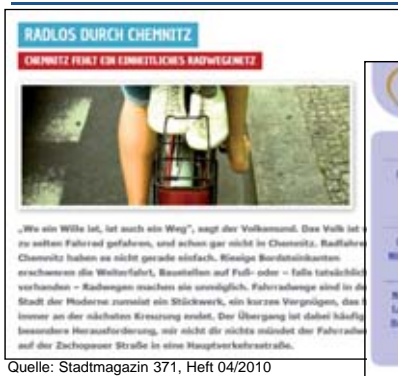 RADLOS DURCH CHEMNITZ
CHEMNITZ FEHLT EIN EINHEITLICHES RADWEGENETZ
„Wo ein Wille ist, ist auch ein Weg”, sagt der Volksmund. Das Volk ist
zu selten Fahrrad gefahren, und schon gar nicht in Chemnitz. Radfahrer
Chemnitz haben es nicht gerade einfach. Riesige Bordsteinkanten
erschweren die Weiterfahrt, Baustellen auf Fuß- oder – falls tatsächlich
vorhanden – Radwegen machen sie unmöglich. Fahrradwege sind in de
Stadt der Moderne zumeist ein Stückwerk, ein kurzes Vergnügen, das
immer an der nächsten Kreuzung endet. Der Übergang ist dabei häufig
besondere Herausforderung, mir nicht dir nichts mündet der Fahrradwe
auf der Zschopauer Straße in eine Hauptverkehrsstraße.
Quelle: Stadtmagazin 371, Heft 04/2010